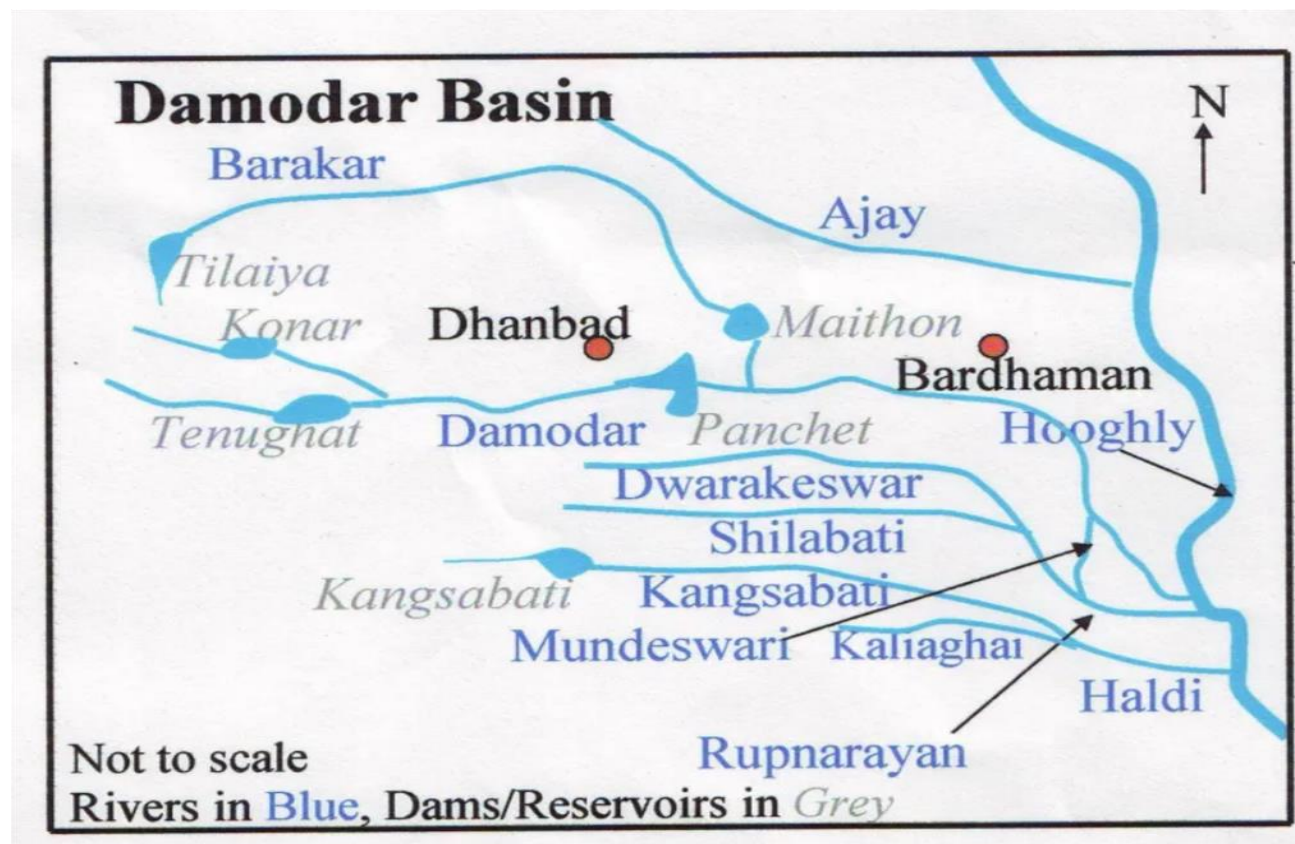 Damodar Basin
N
Barakar
Ajay
Tilaiya
Konar
Dhanbad
Maithon
Bardhaman
Tenughat
Damodar
Panchet
Hooghly
Dwarakeswar
Shilabati
Kangsabati
Kangsabati
Mundeswari
Kaliaghai
Haldi
Rupnarayan
Not to scale
Rivers in Blue, Dams/Reservoirs in Grey